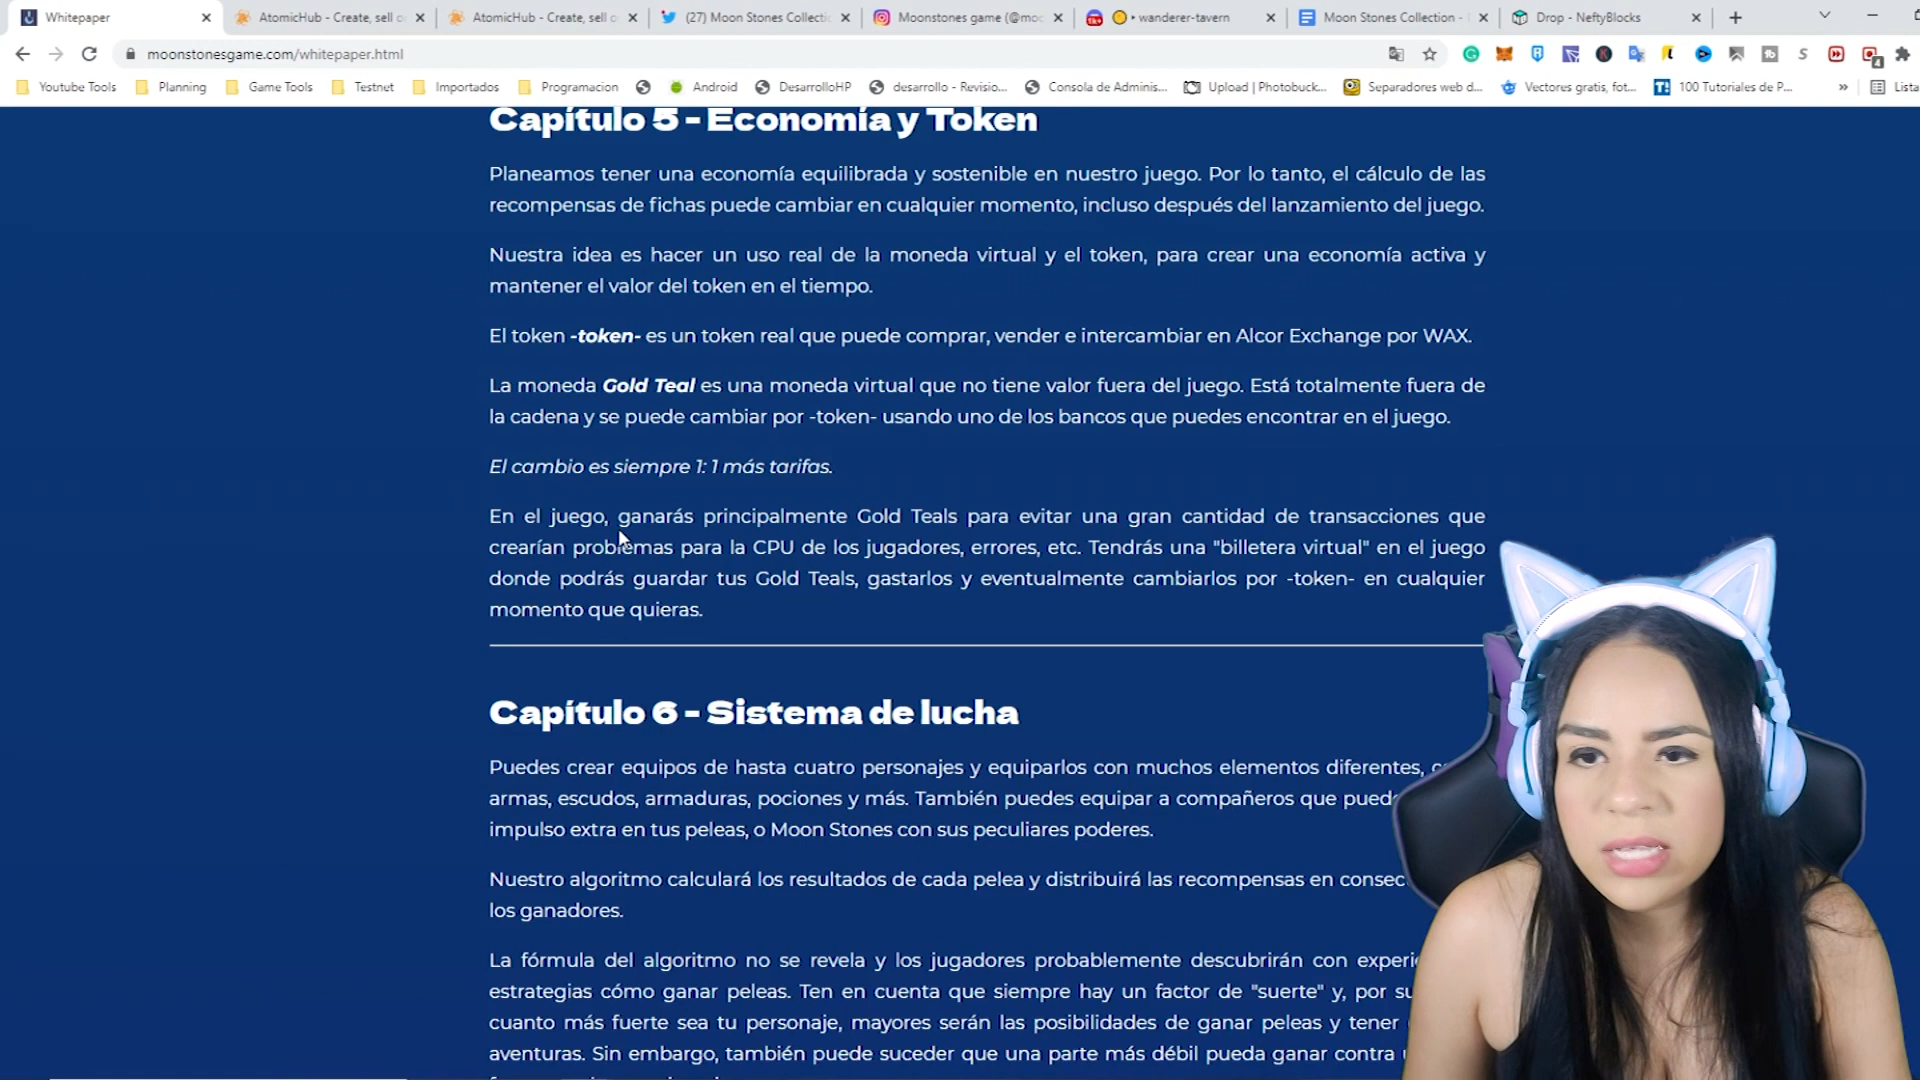 Whitepaper
AtomicHub - Create, sell o
AtomicHub - Create, sell o
(27) Moon Stones Collectic
Moonstones game (@moo
wanderer-tavern
Moon Stones Collection -
Drop - NeftyBlocks
moonstonesgame.com/whitepaper.html
Youtube Tools
Planning
Game Tools
Testnet
Importados
Programacion
Android
DesarrolloHP
desarrollo - Revisio...
Consola de Adminis...
Upload | Photobuck...
Separadores web d...
Vectores gratis, fot...
100 Tutoriales de P...
»
Lista
Capítulo 5 - Economía y Token
Planeamos tener una economía equilibrada y sostenible en nuestro juego. Por lo tanto, el cálculo de las
recompensas de fichas puede cambiar en cualquier momento, incluso después del lanzamiento del juego.
Nuestra idea es hacer un uso real de la moneda virtual y el token, para crear una economía activa y
mantener el valor del token en el tiempo.
El token -token- es un token real que puede comprar, vender e intercambiar en Alcor Exchange por WAX.
La moneda Gold Teal es una moneda virtual que no tiene valor fuera del juego. Está totalmente fuera de
la cadena y se puede cambiar por -token- usando uno de los bancos que puedes encontrar en el juego.
El cambio es siempre 1: 1 más tarifas.
En el juego, ganarás principalmente Gold Teals para evitar una gran cantidad de transacciones que
crearían problemas para la CPU de los jugadores, errores, etc. Tendrás una "billetera virtual" en el juego
donde podrás guardar tus Gold Teals, gastarlos y eventualmente cambiarlos por -token- en cualquier
momento que quieras.
Capítulo 6 - Sistema de lucha
Puedes crear equipos de hasta cuatro personajes y equiparlos con muchos elementos diferentes,
armas, escudos, armaduras, pociones y más. También puedes equipar a compañeros que pued
impulso extra en tus peleas, o Moon Stones con sus peculiares poderes.
Nuestro algoritmo calculará los resultados de cada pelea y distribuirá las recompensas en consec
los ganadores.
La fórmula del algoritmo no se revela y los jugadores probablemente descubrirán con experi
estrategias cómo ganar peleas. Ten en cuenta que siempre hay un factor de "suerte" y, por su
cuanto más fuerte sea tu personaje, mayores serán las posibilidades de ganar peleas y tener
aventuras. Sin embargo, también puede suceder que una parte más débil pueda ganar contra